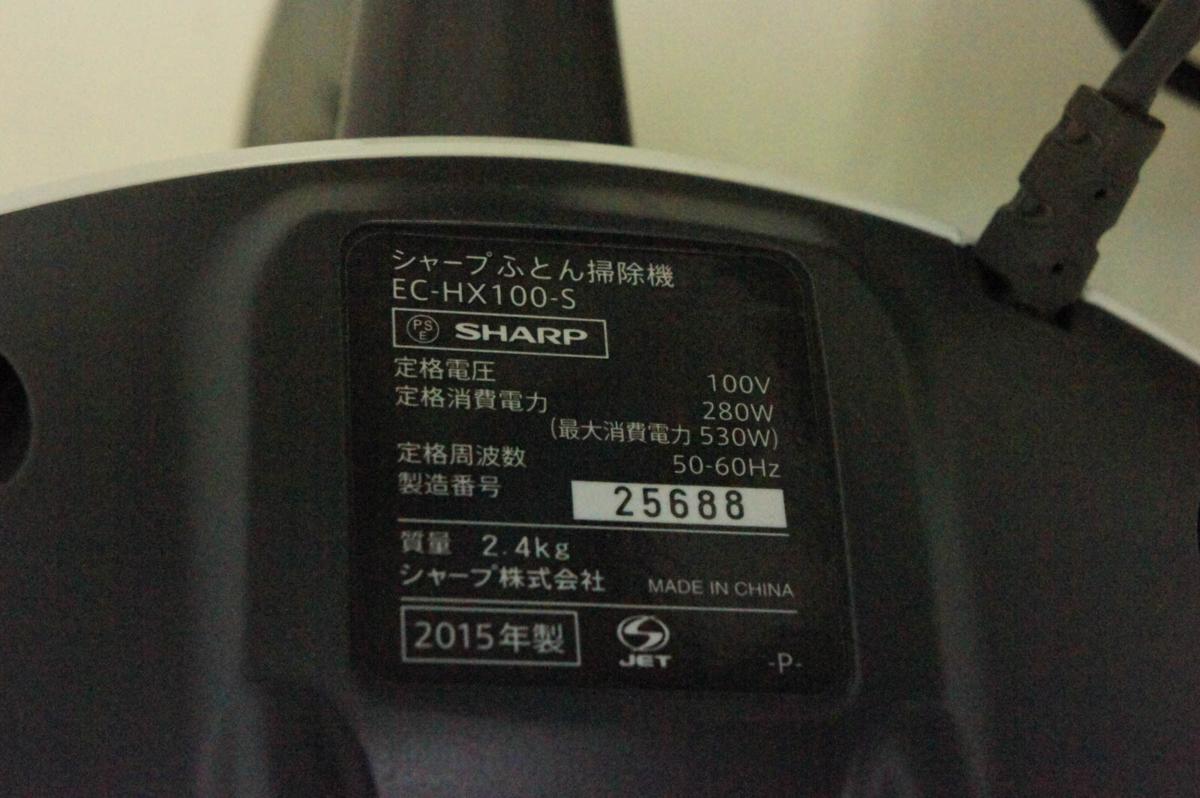 シャープふとん掃除機
EC-HX100-S
PS E SHARP
定格電圧 100V
定格消費電力 280W
(最大消費電力 530W)
定格周波数 50-60Hz
製造番号 25688
質量 2.4kg
シャープ株式会社 MADE IN CHINA
2015年製 JET -P-